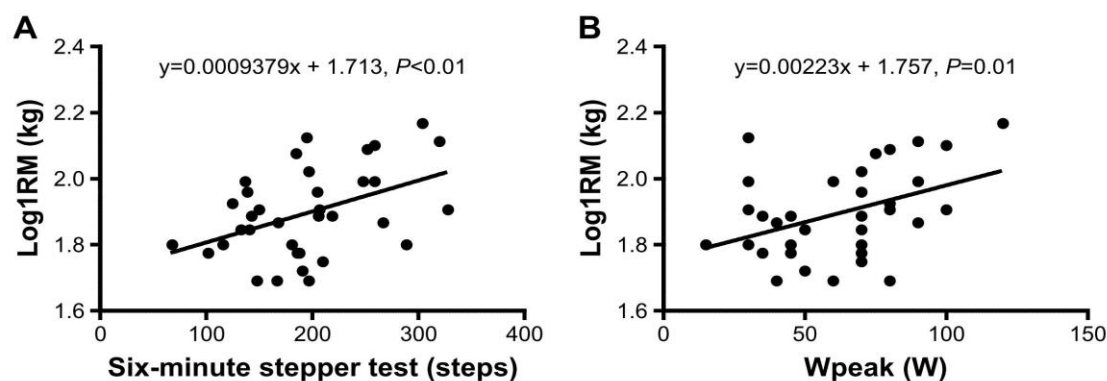 A
y=0.0009379x + 1.713, P<0.01
Log1RM (kg)
2.4
2.2
2.0
1.8
1.6
0
100
200
300
400
Six-minute stepper test (steps)
B
y=0.00223x + 1.757, P=0.01
Log1RM (kg)
2.4
2.2
2.0
1.8
1.6
0
50
100
150
Wpeak (W)